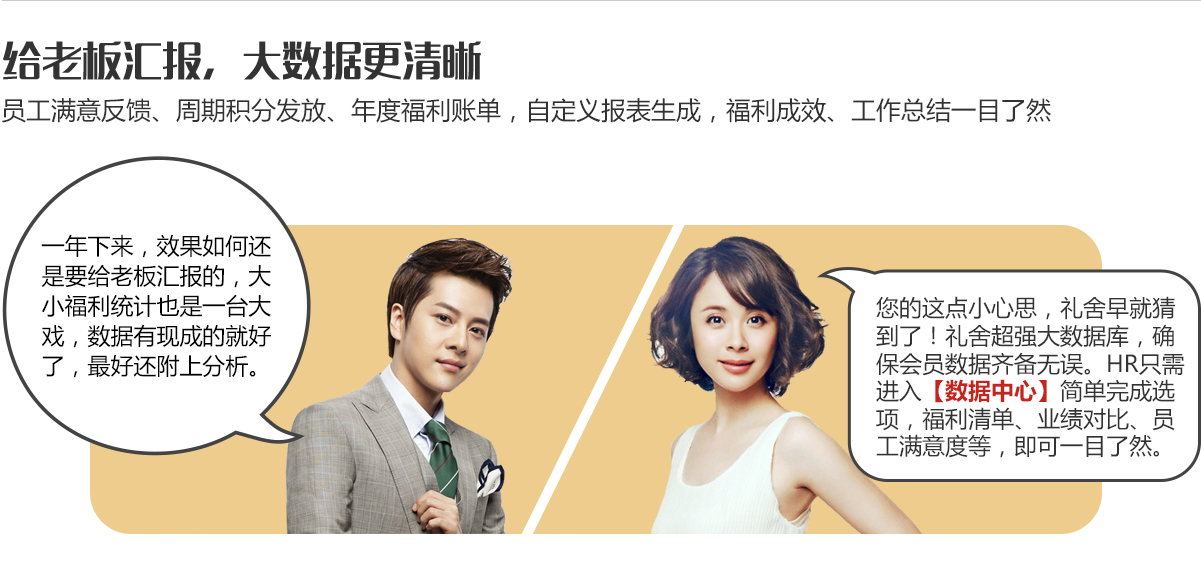 给老板汇报，大数据更清晰
员工满意反馈、周期积分发放、年度福利账单，自定义报表生成，福利成效、工作总结一目了然
一年下来，效果如何还
是要给老板汇报的，大
小福利统计也是一台大
戏，数据有现成的就好
了，最好还附上分析。
您的这点小心思，礼舍早就猜
到了！礼舍超强大数据库，确
保会员数据齐备无误。HR只需
进入【数据中心】简单完成选
项，福利清单、业绩对比、员
工满意度等，即可一目了然。